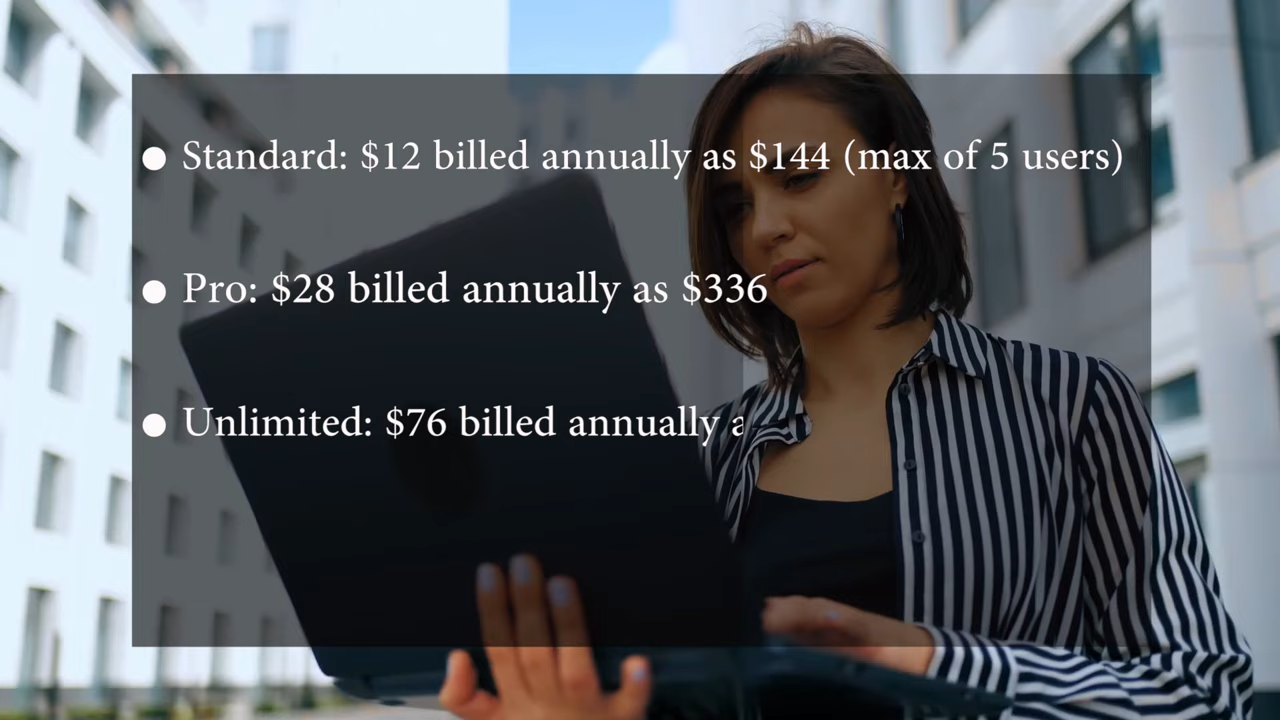 ● Standard: $12 billed annually as $144 (max of 5 users)
● Pro: $28 billed annually as $336
● Unlimited: $76 billed annually